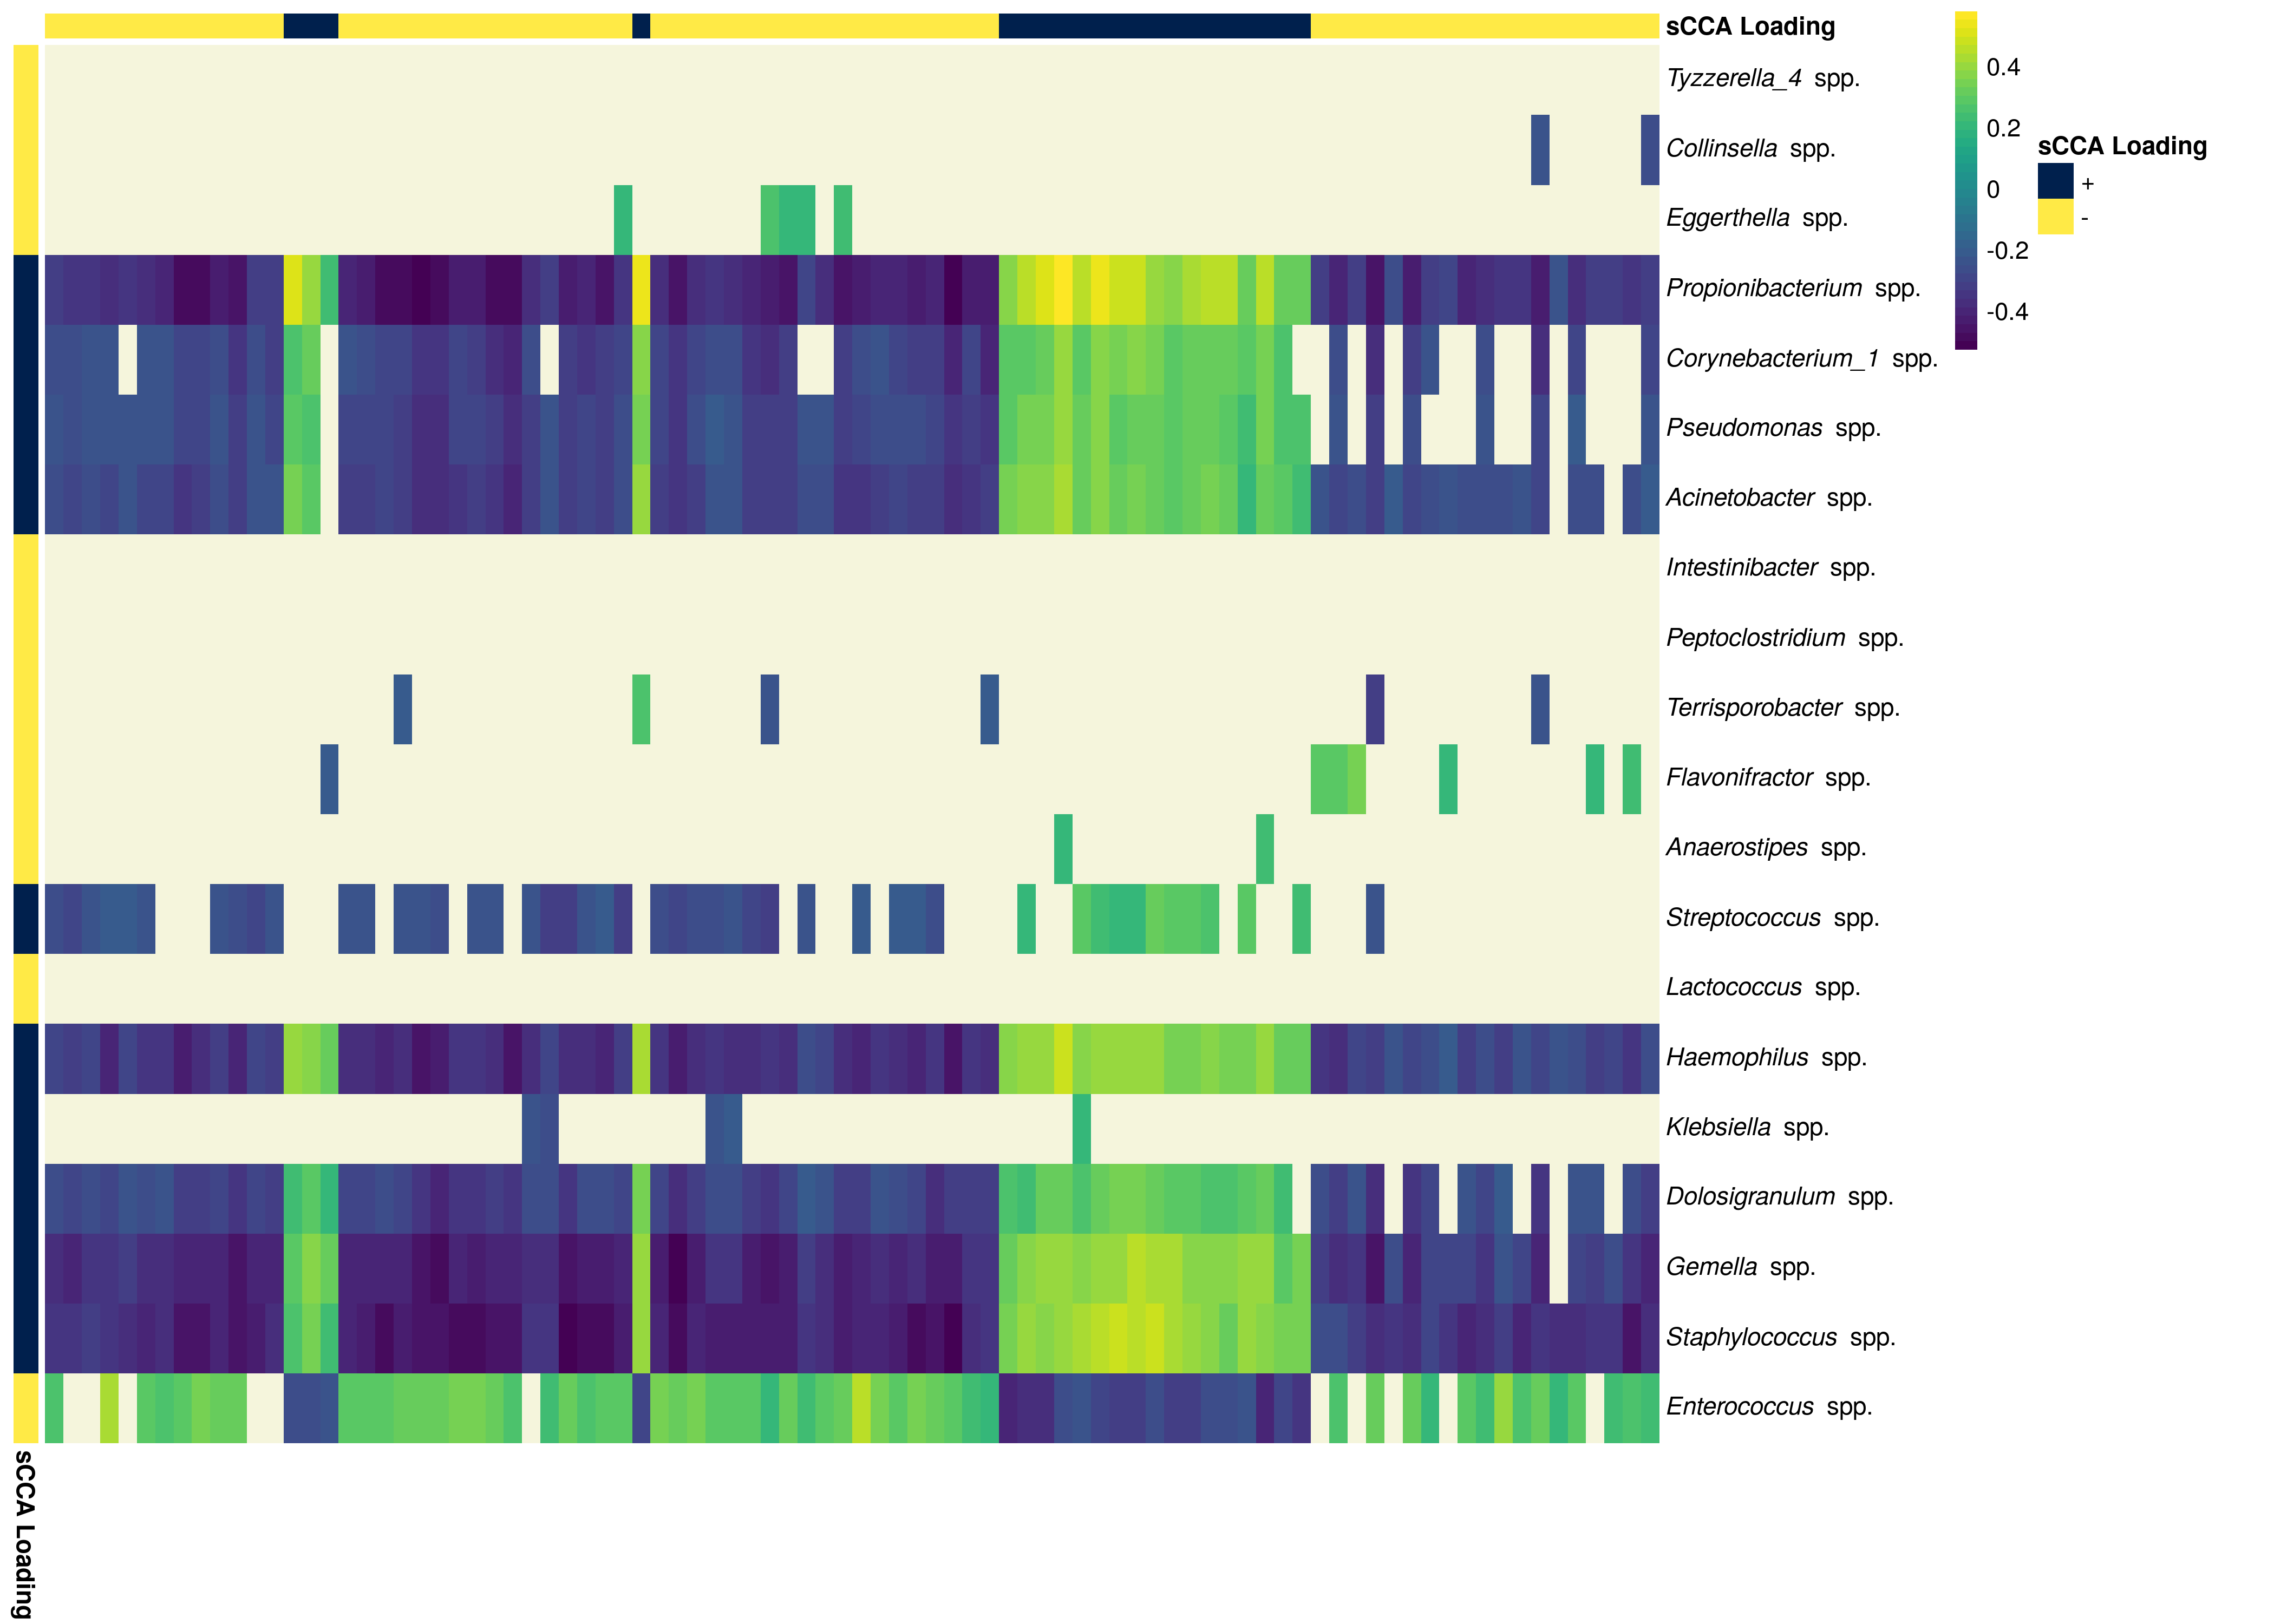 sCCA Loading
Tyzzerella_4 spp.
Collinsella spp.
Eggerthella spp.
Propionibacterium spp.
Corynebacterium_1 spp.
Pseudomonas spp.
Acinetobacter spp.
Intestinibacter spp.
Peptoclostridium spp.
Terrisporobacter spp.
Flavonifractor spp.
Anaerostipes spp.
Streptococcus spp.
Lactococcus spp.
Haemophilus spp.
Klebsiella spp.
Dolosigranulum spp.
Gemella spp.
Staphylococcus spp.
Enterococcus spp.
sCCA Loading
0.4
0.2
0
-0.2
-0.4
sCCA Loading
+
-